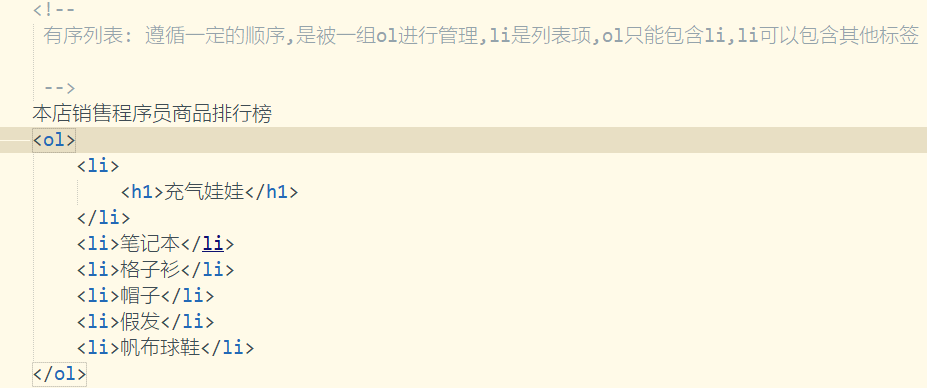 <!--
有序列表: 遵循一定的顺序,是被一组ol进行管理,li是列表项,ol只能包含li,li可以包含其他标签
-->
本店销售程序员商品排行榜
<ol>
<li>
<h1>充气娃娃</h1>
</li>
<li>笔记本</li>
<li>格子衫</li>
<li>帽子</li>
<li>假发</li>
<li>帆布球鞋</li>
</ol>